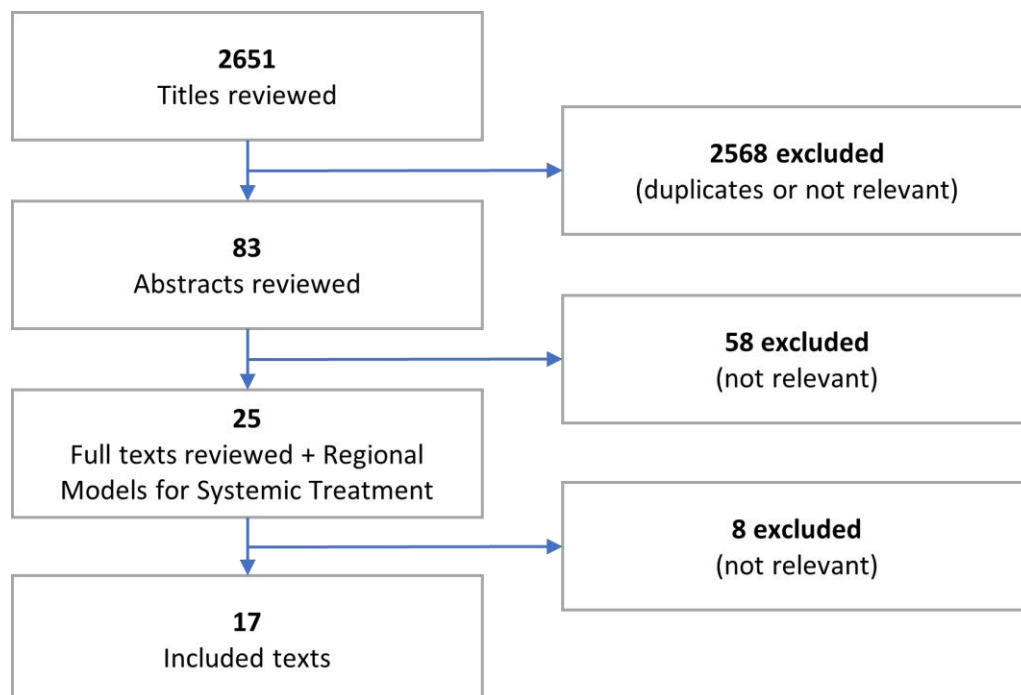 2651
Titles reviewed
2568 excluded
(duplicates or not relevant)
83
Abstracts reviewed
58 excluded
(not relevant)
25
Full texts reviewed + Regional
Models for Systemic Treatment
8 excluded
(not relevant)
17
Included texts